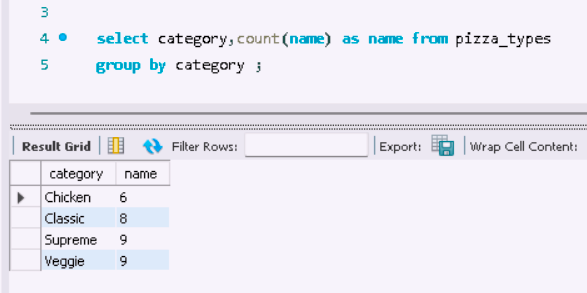 3
4 select category,count(name) as name from pizza_types
5 group by category ;
Result Grid Filter Rows: Export: Wrap Cell Content:
category name
Chicken 6
Classic 8
Supreme 9
Veggie 9